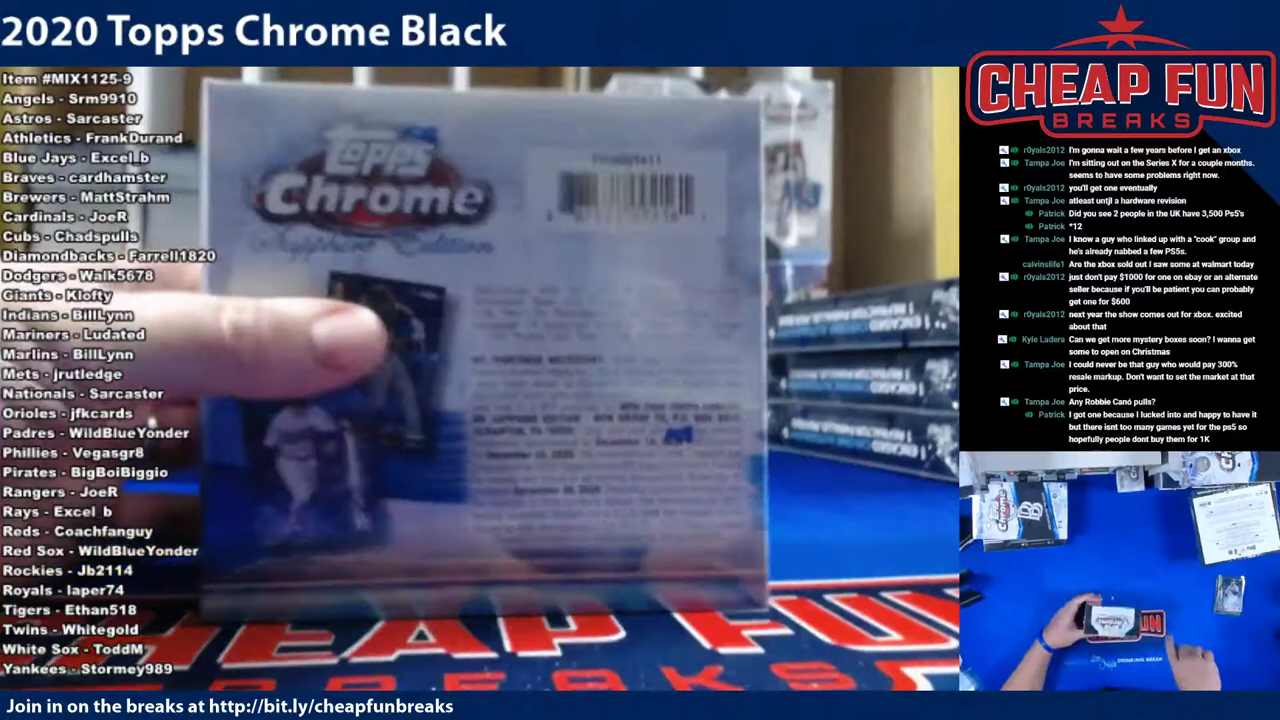 2020 Topps Chrome Black
Item #MIX1125-9
Angels - Srm9910
Astros - Sarcaster
Athletics - FrankDurand
Blue Jays - Excel_b
Braves - cardhamster
Brewers - MattStrahm
Cardinals - JoeR
Cubs - Chadspulls
Diamondbacks - Farrell1820
Dodgers - Walk5678
Giants - Klofty
Indians - BillLynn
Mariners - Ludated
Marlins - BillLynn
Mets - jrutledge
Nationals - Sarcaster
Orioles - jfkcards
Padres - WildBlueYonder
Phillies - Vegasgr8
Pirates - BigBoiBiggio
Rangers - JoeR
Rays - Excel_b
Reds - Coachfanguy
Red Sox - WildBlueYonder
Rockies - Jb2114
Royals - laper74
Tigers - Ethan518
Twins - Whitegold
White Sox - ToddM
Yankees - Stormey989
Topps
Chrome
Sapphire Edition
CHEAP FUN
BREAKS
CHEAP FUN
BREAKS
r0yals2012 I'm gonna wait a few years before I get an xbox
Tampa Joe I'm sitting out on the Series X for a couple months.
seems to have some problems right now.
r0yals2012 you'll get one eventually
Tampa Joe atleast untjl a hardware revision
Patrick Did you see 2 people in the UK have 3,500 Ps5's
Patrick *12
Tampa Joe I know a guy who linked up with a "cook" group and
he's already nabbed a few PS5s.
calvinslife1 Are the xbox sold out I saw some at walmart today
r0yals2012 just don't pay $1000 for one on ebay or an alternate
seller because if you'll be patient you can probably
get one for $600
r0yals2012 next year the show comes out for xbox. excited
about that
Kyle Ladera Can we get more mystery boxes soon? I wanna get
some to open on Christmas
Tampa Joe I could never be that guy who would pay 300%
resale markup. Don't want to set the market at that
price.
Tampa Joe Any Robbie Canó pulls?
Patrick I got one because I lucked into and happy to have it
but there isnt too many games yet for the ps5 so
hopefully people dont buy them for 1K
Chrome
FUN
DRINKING BREAK
Join in on the breaks at http://bit.ly/cheapfunbreaks